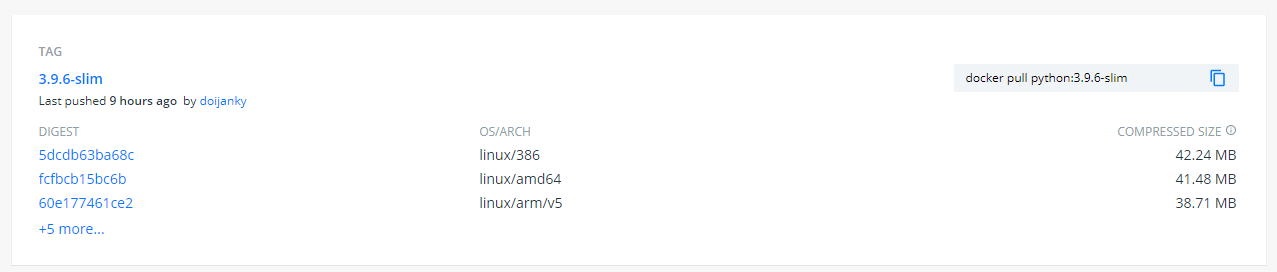 TAG
3.9.6-slim
docker pull python:3.9.6-slim
Last pushed 9 hours ago by doijanky
DIGEST OS/ARCH COMPRESSED SIZE
5dcdb63ba68c linux/386 42.24 MB
fcfbcb15bc6b linux/amd64 41.48 MB
60e177461ce2 linux/arm/v5 38.71 MB
+5 more...